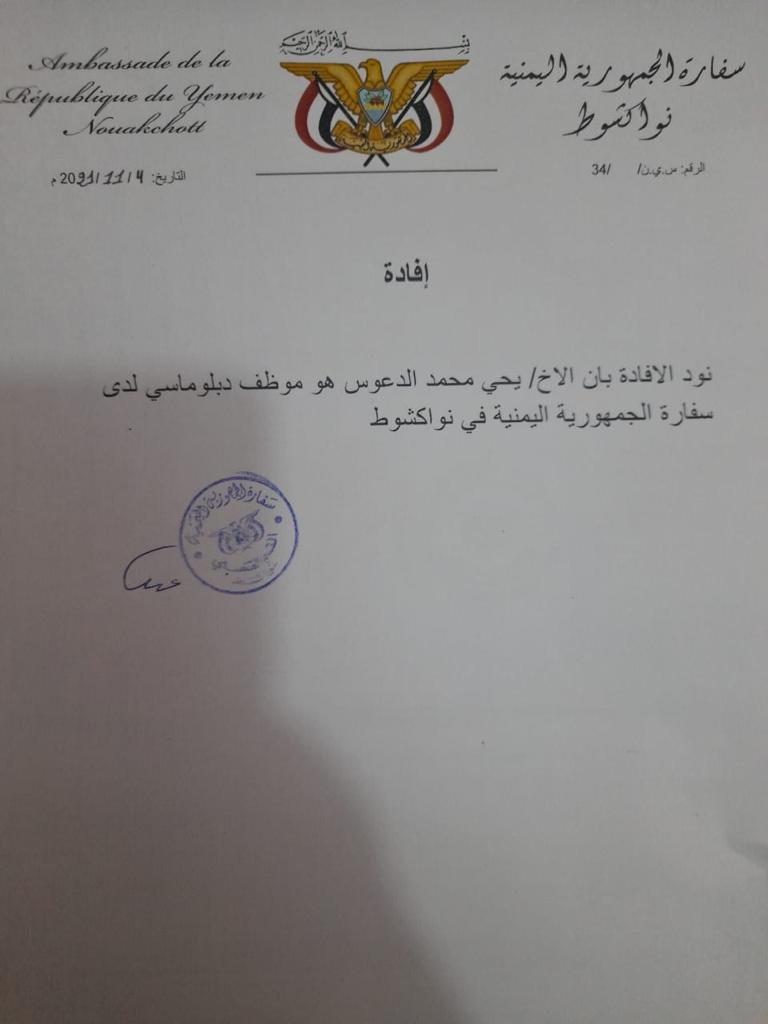 بسم الله الرحمن الرحيم
سفارة الجمهورية اليمنية
نواكشوط
Ambassade de la
République du Yemen
Nouakchott
الرقم: س.ي.ن/ /34
التاريخ: 2021/11/4 م
إفادة
نود الافادة بان الاخ/ يحي محمد الدعوس هو موظف دبلوماسي لدى
سفارة الجمهورية اليمنية في نواكشوط
سفارة الجمهورية اليمنية